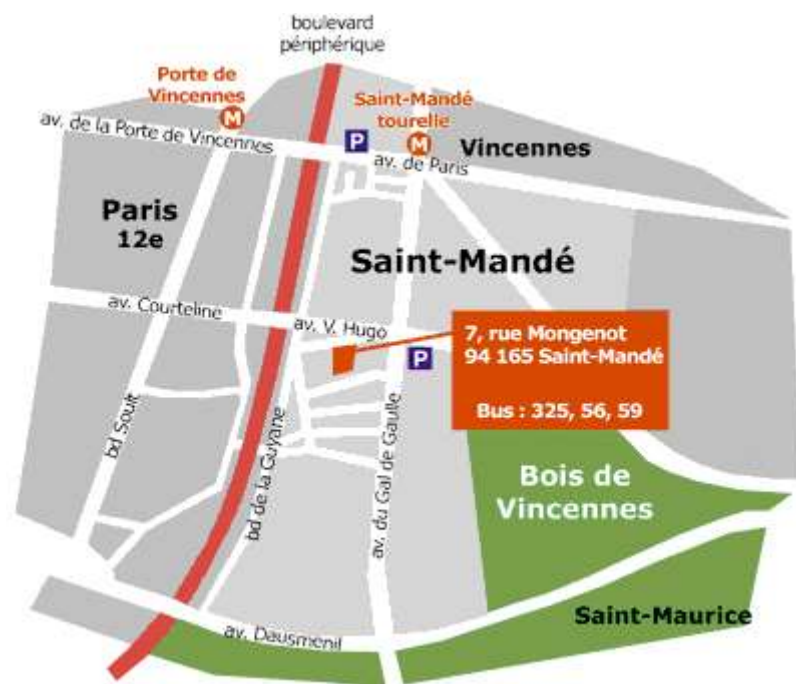 boulevard
périphérique
Porte de
Vincennes
M
Saint-Mandé
tourelle
M
av. de la Porte de Vincennes
P
av. de Paris
Vincennes
Paris
12e
Saint-Mandé
av. Courteline
av. V. Hugo
P
7, rue Mongenot
94 165 Saint-Mandé
Bus : 325, 56, 59
bd Soult
bd de la Guyane
av. du Gal de Gaulle
Bois de
Vincennes
Saint-Maurice
av. Dausmenil